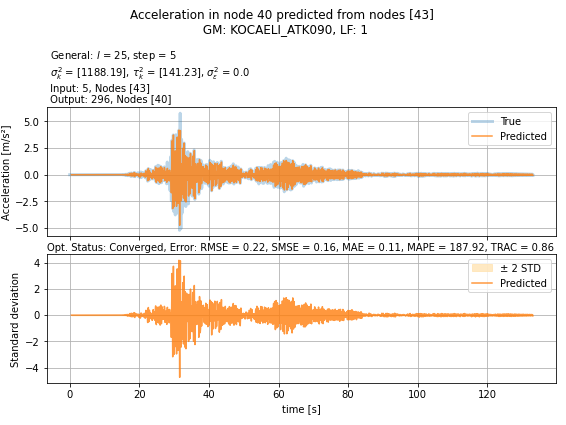 Acceleration in node 40 predicted from nodes [43]
GM: KOCAELI_ATK090, LF: 1
General: l = 25, step = 5
σ²ₖ = [1188.19], τ²ₖ = [141.23], σ²ε = 0.0
Input: 5, Nodes [43]
Output: 296, Nodes [40]
True
Predicted
Acceleration [m/s²]
5.0
2.5
0.0
−2.5
−5.0
Opt. Status: Converged, Error: RMSE = 0.22, SMSE = 0.16, MAE = 0.11, MAPE = 187.92, TRAC = 0.86
± 2 STD
Predicted
Standard deviation
4
2
0
−2
−4
0 20 40 60 80 100 120
time [s]